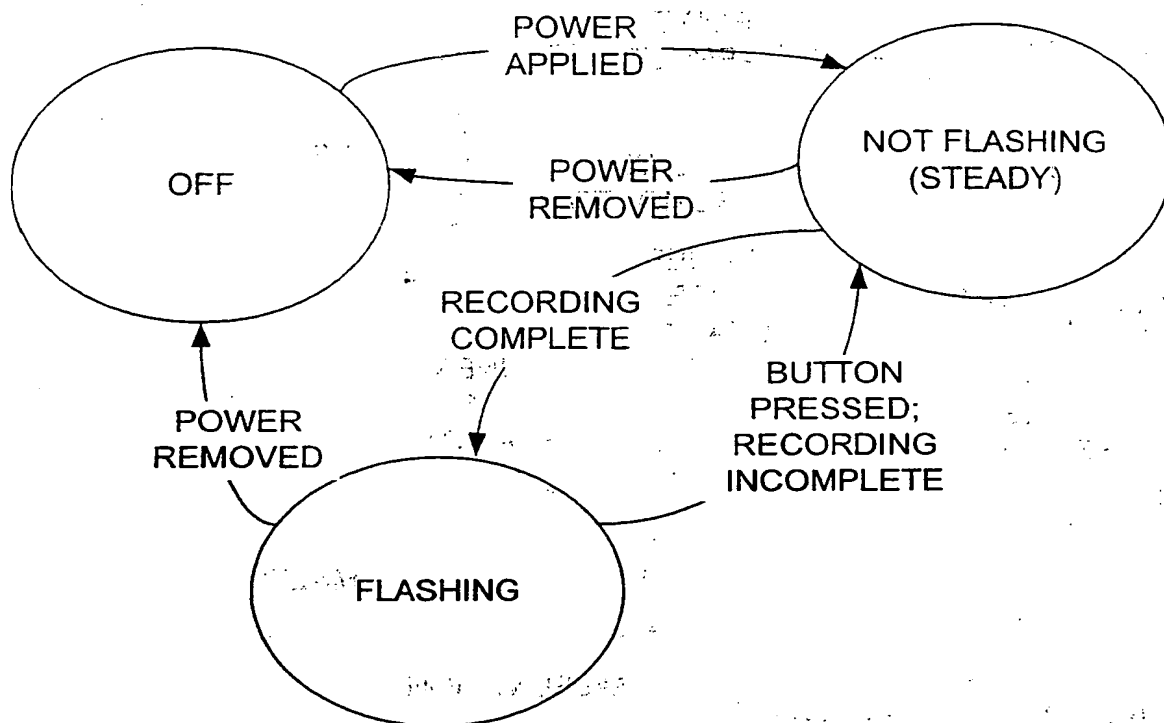 POWER
APPLIED
OFF
NOT FLASHING
(STEADY)
POWER
REMOVED
RECORDING
COMPLETE
BUTTON
PRESSED;
RECORDING
INCOMPLETE
POWER
REMOVED
FLASHING